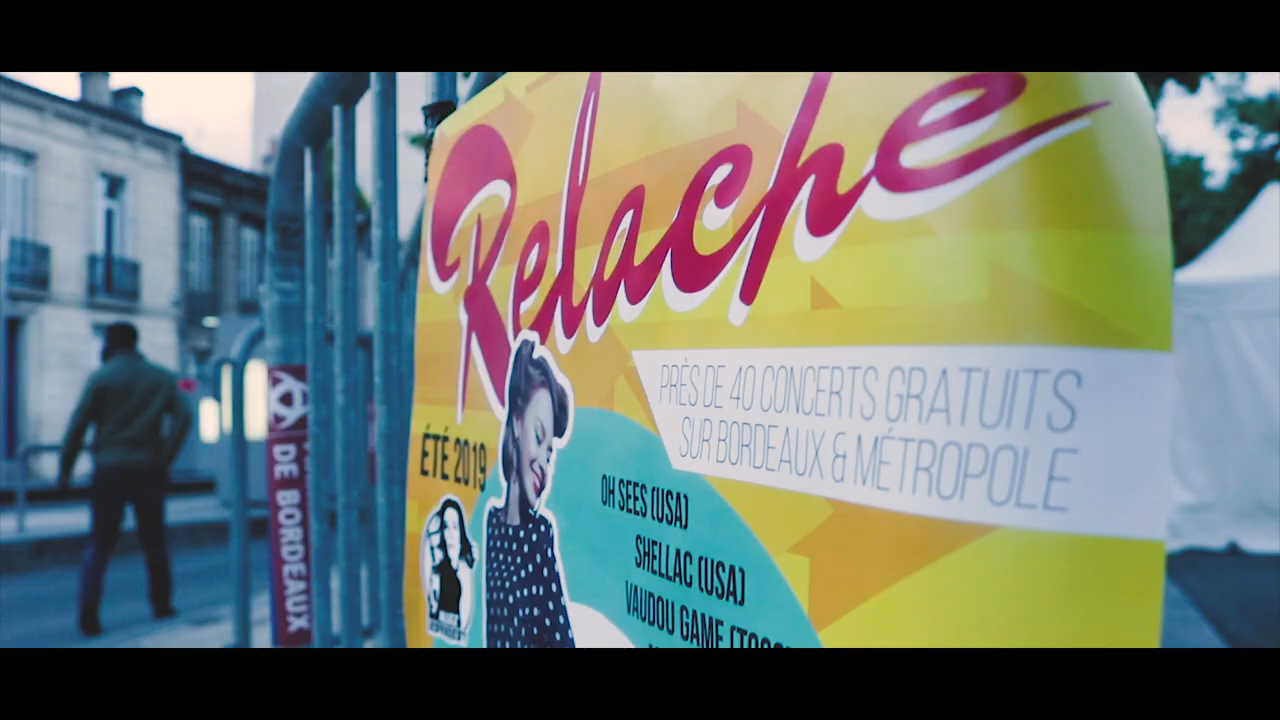 Relache
PRÈS DE 40 CONCERTS GRATUITS
SUR BORDEAUX & MÉTROPOLE
ÉTÉ 2019
OH SEES (USA)
SHELLAC (USA)
VAUDOU GAME (TOGO)
DE BORDEAUX